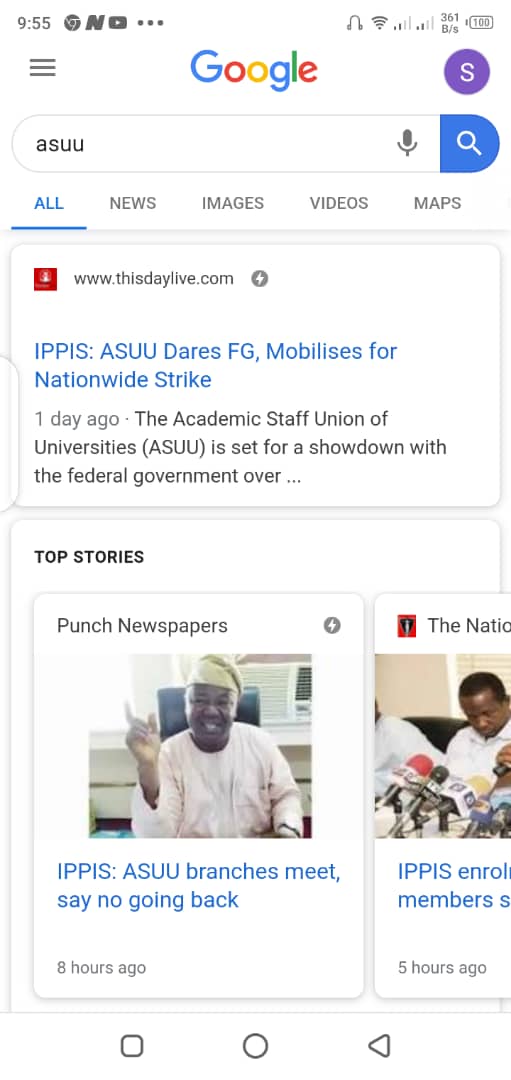 9:55 361 B/s 100
Google S
asuu
ALL NEWS IMAGES VIDEOS MAPS
www.thisdaylive.com
IPPIS: ASUU Dares FG, Mobilises for
Nationwide Strike
1 day ago · The Academic Staff Union of
Universities (ASUU) is set for a showdown with
the federal government over ...
TOP STORIES
Punch Newspapers
IPPIS: ASUU branches meet,
say no going back
8 hours ago
The Natio
IPPIS enrol
members s
5 hours ago